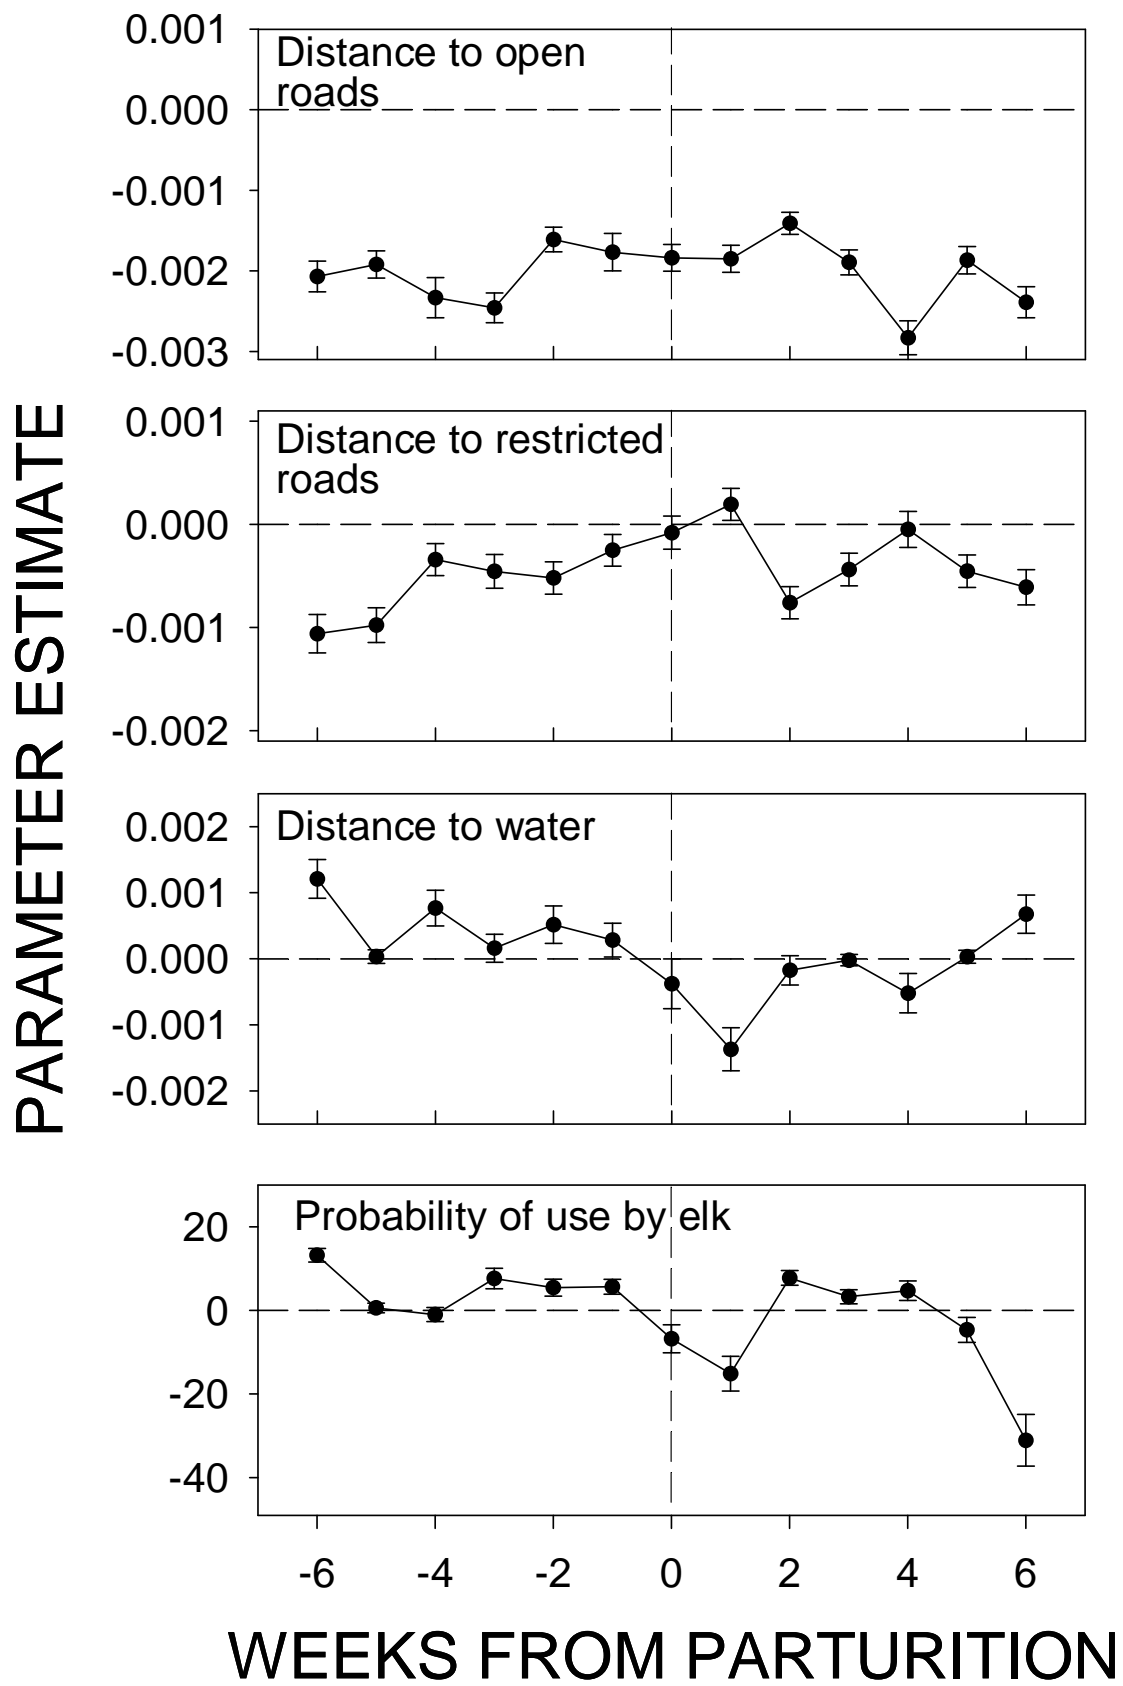 PARAMETER ESTIMATE
0.001
0.000
-0.001
-0.002
-0.003
Distance to open
roads
0.001
0.000
-0.001
-0.002
Distance to restricted
roads
0.002
0.001
0.000
-0.001
-0.002
Distance to water
20
0
-20
-40
Probability of use by elk
-6 -4 -2 0 2 4 6
WEEKS FROM PARTURITION